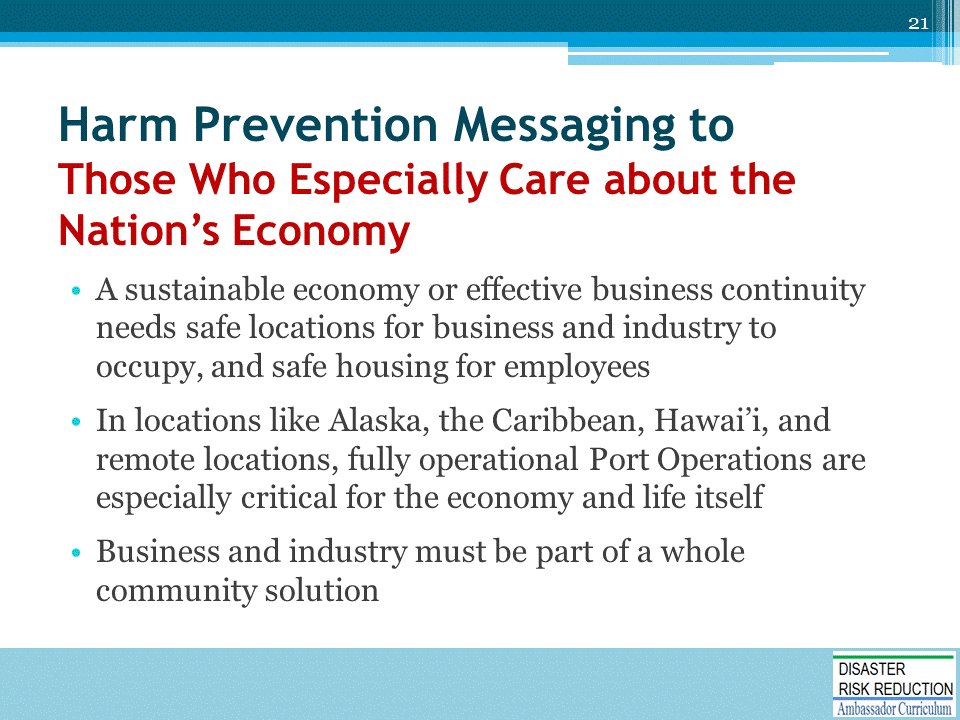 21
Harm Prevention Messaging to
Those Who Especially Care about the
Nation’s Economy
• A sustainable economy or effective business continuity
needs safe locations for business and industry to
occupy, and safe housing for employees
• In locations like Alaska, the Caribbean, Hawai’i, and
remote locations, fully operational Port Operations are
especially critical for the economy and life itself
• Business and industry must be part of a whole
community solution
DISASTER
RISK REDUCTION
Ambassador Curriculum